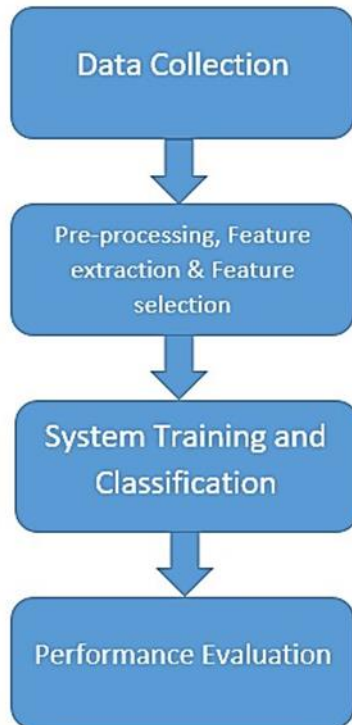 Data Collection
Pre-processing, Feature
extraction & Feature
selection
System Training and
Classification
Performance Evaluation